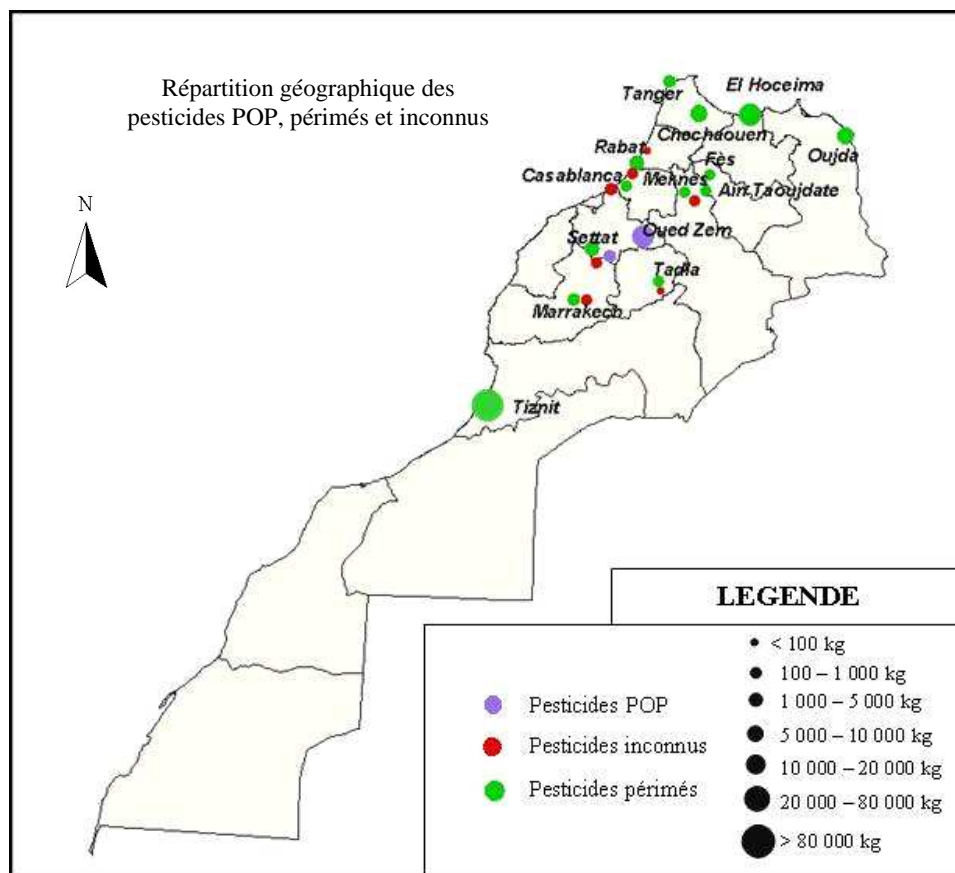 Répartition géographique des
pesticides POP, périmés et inconnus
N
Tanger
El Hoceima
Chechaouen
Oujda
Rabat
Fès
Casablanca
Meknes
Ain Taoujdate
Settat
Oued Zem
Tadla
Marrakech
Tiznit
LEGENDE
Pesticides POP
Pesticides inconnus
Pesticides périmés
< 100 kg
100 – 1 000 kg
1 000 – 5 000 kg
5 000 – 10 000 kg
10 000 – 20 000 kg
20 000 – 80 000 kg
> 80 000 kg